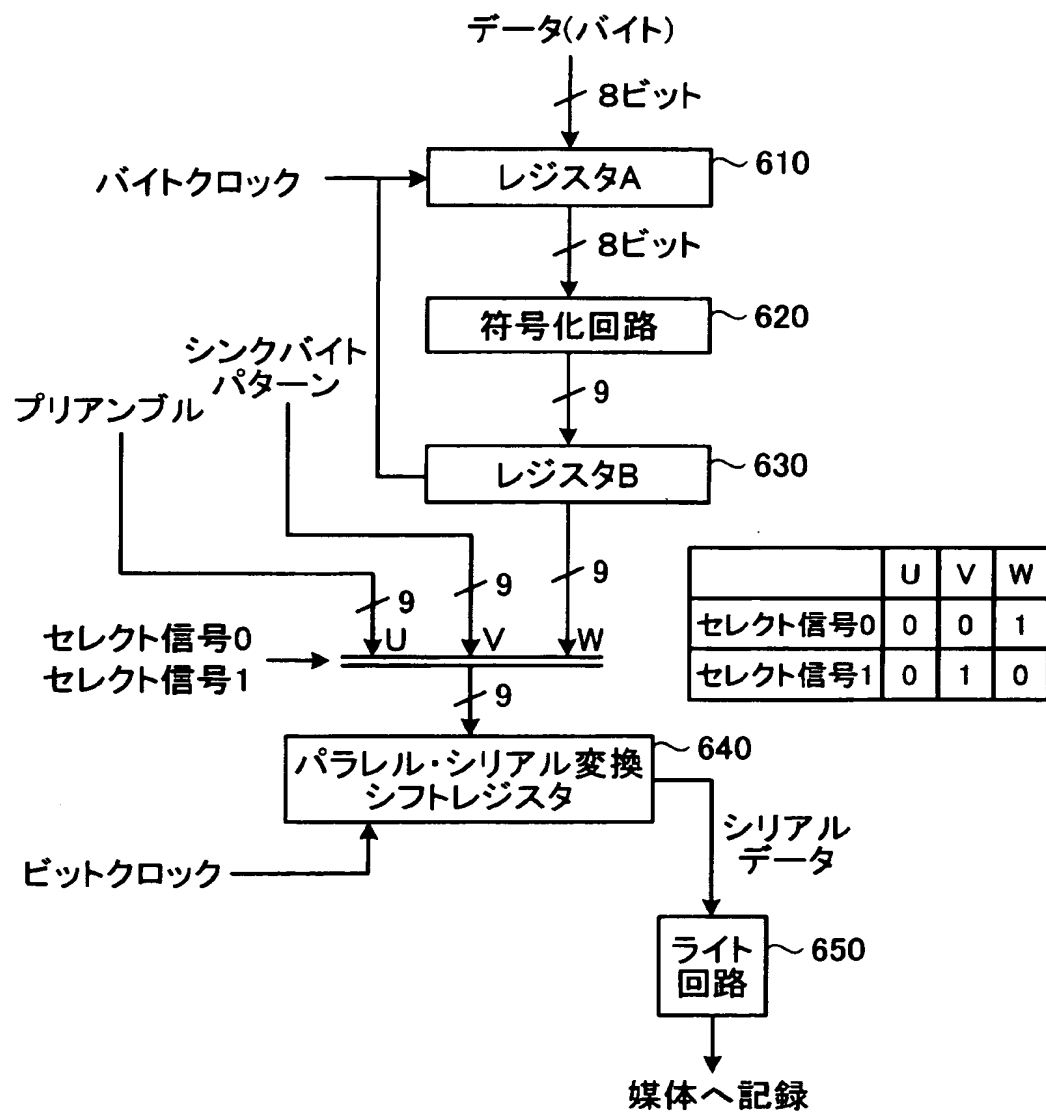 データ(バイト)
8ビット
バイトクロック
レジスタA
610
8ビット
符号化回路
620
シンクバイト
パターン
プリアンブル
9
レジスタB
630
9
9
9
セレクト信号0
セレクト信号1
U
V
W
U V W
セレクト信号0 0 0 1
セレクト信号1 0 1 0
9
パラレル・シリアル変換
シフトレジスタ
640
シリアル
データ
ビットクロック
ライト
回路
650
媒体へ記録